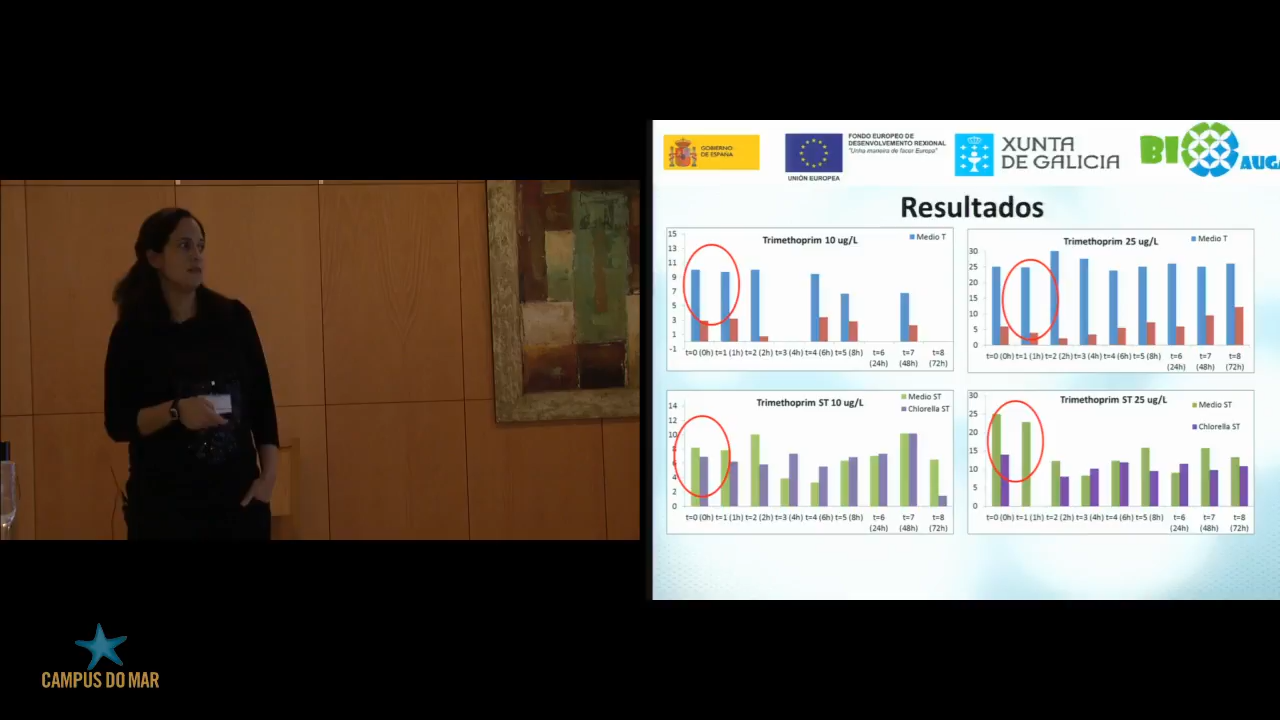 GOBIERNO
DE ESPAÑA
UNIÓN EUROPEA
FONDO EUROPEO DE
DESENVOLVEMENTO REXIONAL
"Unha maneira de facer Europa"
XUNTA
DE GALICIA
BI
AUGA
Resultados
Trimethoprim 10 ug/L
Medio T
15
13
11
9
7
5
3
1
-1
t=0 (0h) t=1 (1h) t=2 (2h) t=3 (4h) t=4 (6h) t=5 (8h) t=6 t=7 t=8
(24h) (48h) (72h)
Trimethoprim 25 ug/L
Medio T
30
25
20
15
10
5
0
t=0 (0h) t=1 (1h) t=2 (2h) t=3 (4h) t=4 (6h) t=5 (8h) t=6 t=7 t=8
(24h) (48h) (72h)
Trimethoprim ST 10 ug/L
Medio ST
Chlorella ST
14
12
10
8
6
4
2
0
t=0 (0h) t=1 (1h) t=2 (2h) t=3 (4h) t=4 (6h) t=5 (8h) t=6 t=7 t=8
(24h) (48h) (72h)
Trimethoprim ST 25 ug/L
Medio ST
Chlorella ST
30
25
20
15
10
5
0
t=0 (0h) t=1 (1h) t=2 (2h) t=3 (4h) t=4 (6h) t=5 (8h) t=6 t=7 t=8
(24h) (48h) (72h)
CAMPUS DO MAR